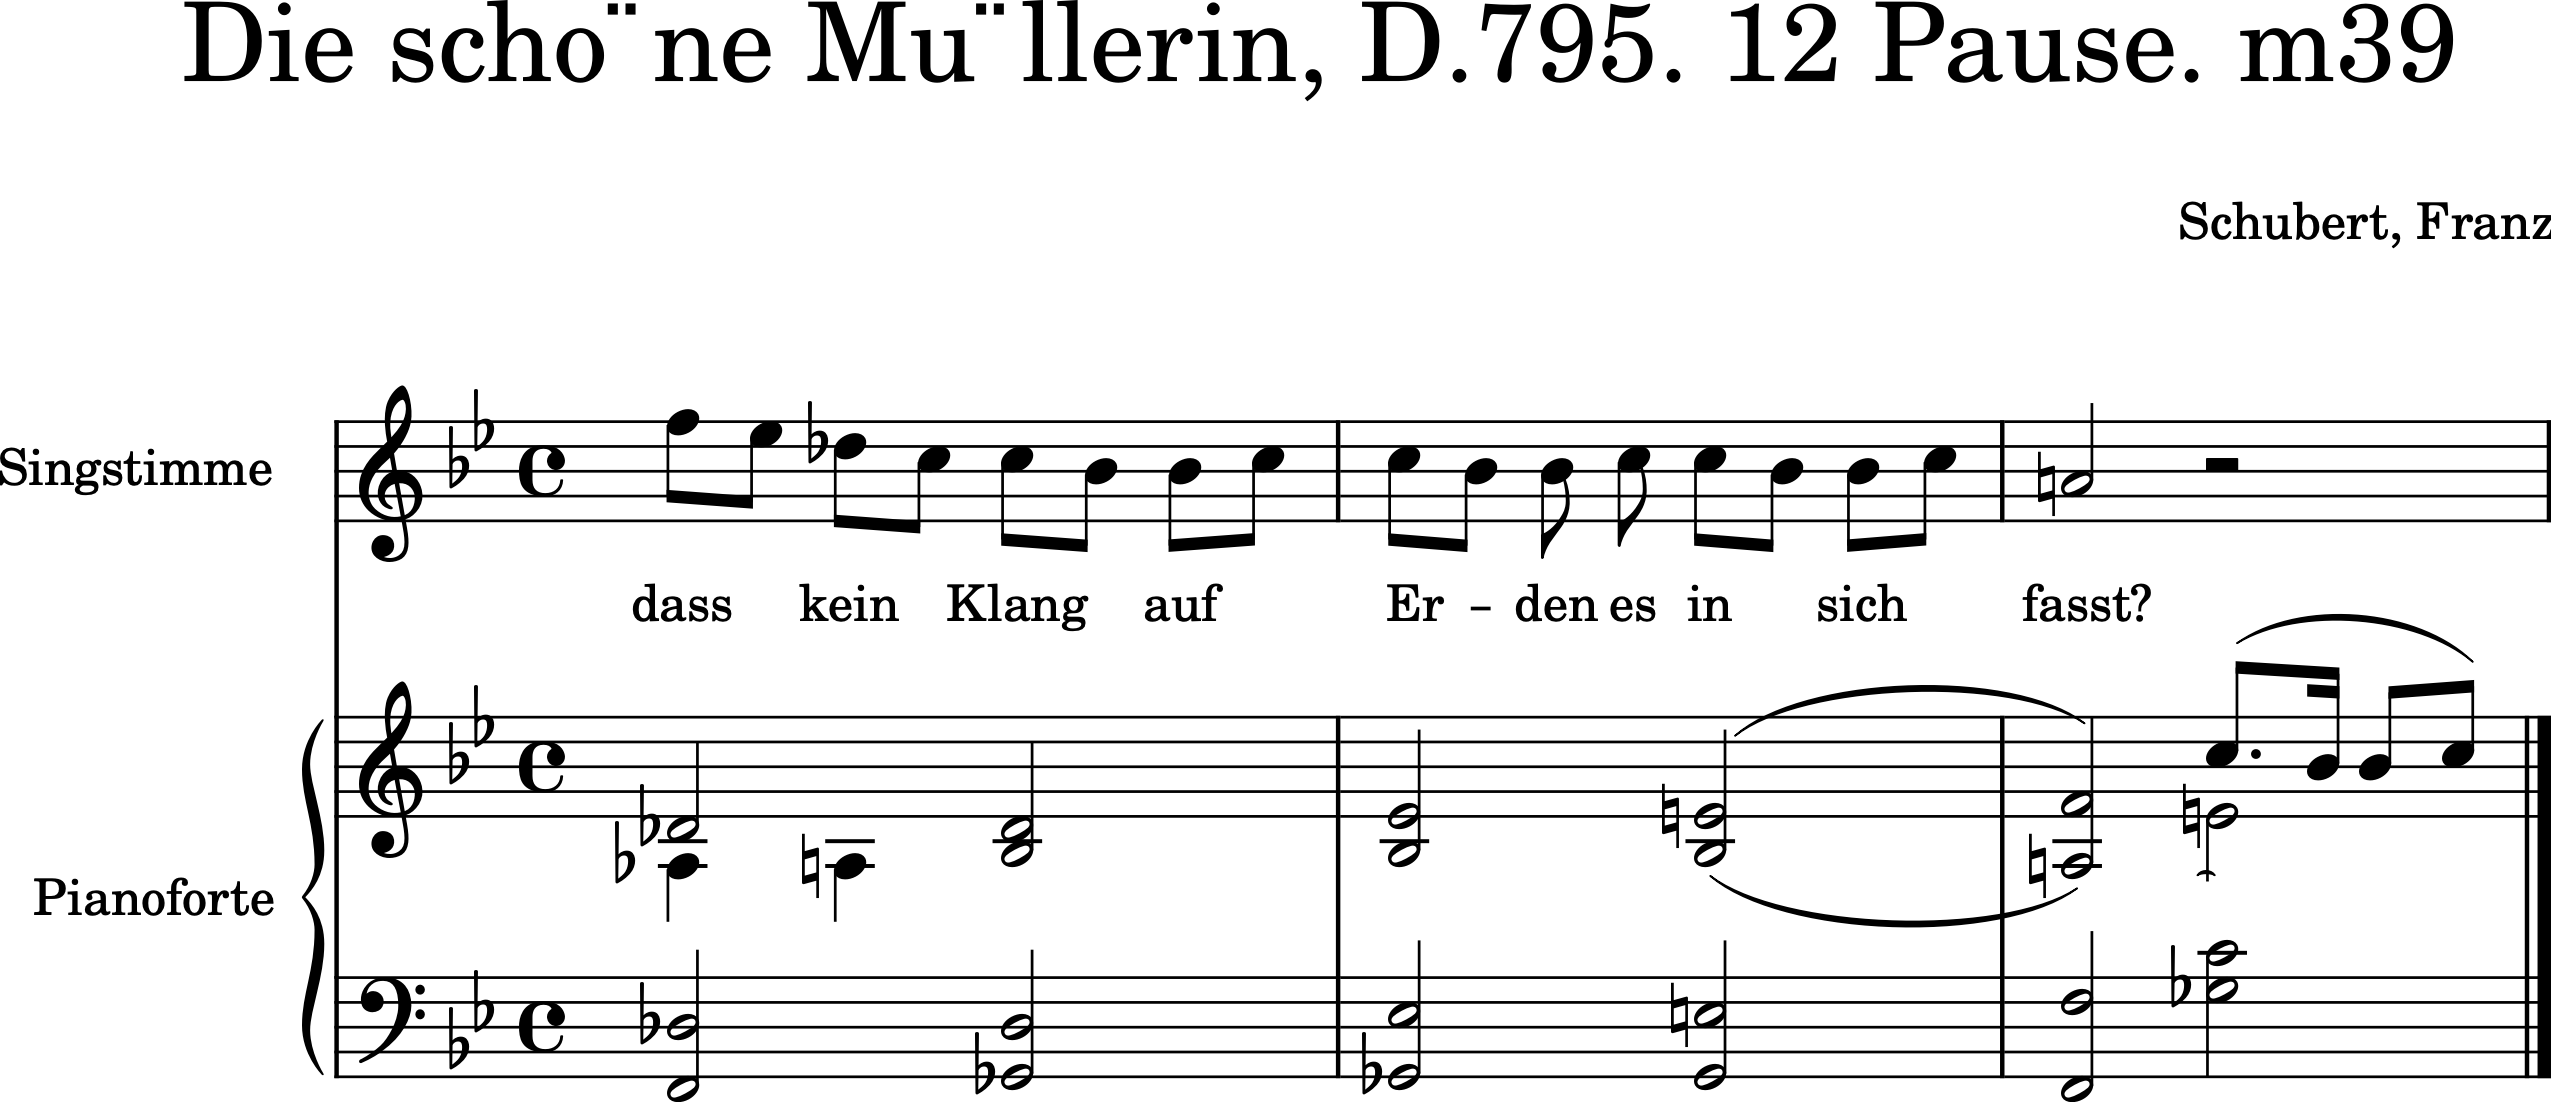 Die scho¨ne Mu¨llerin, D.795. 12 Pause. m39
Schubert, Franz
Singstimme
dass kein Klang auf Er – den es in sich fasst?
Pianoforte